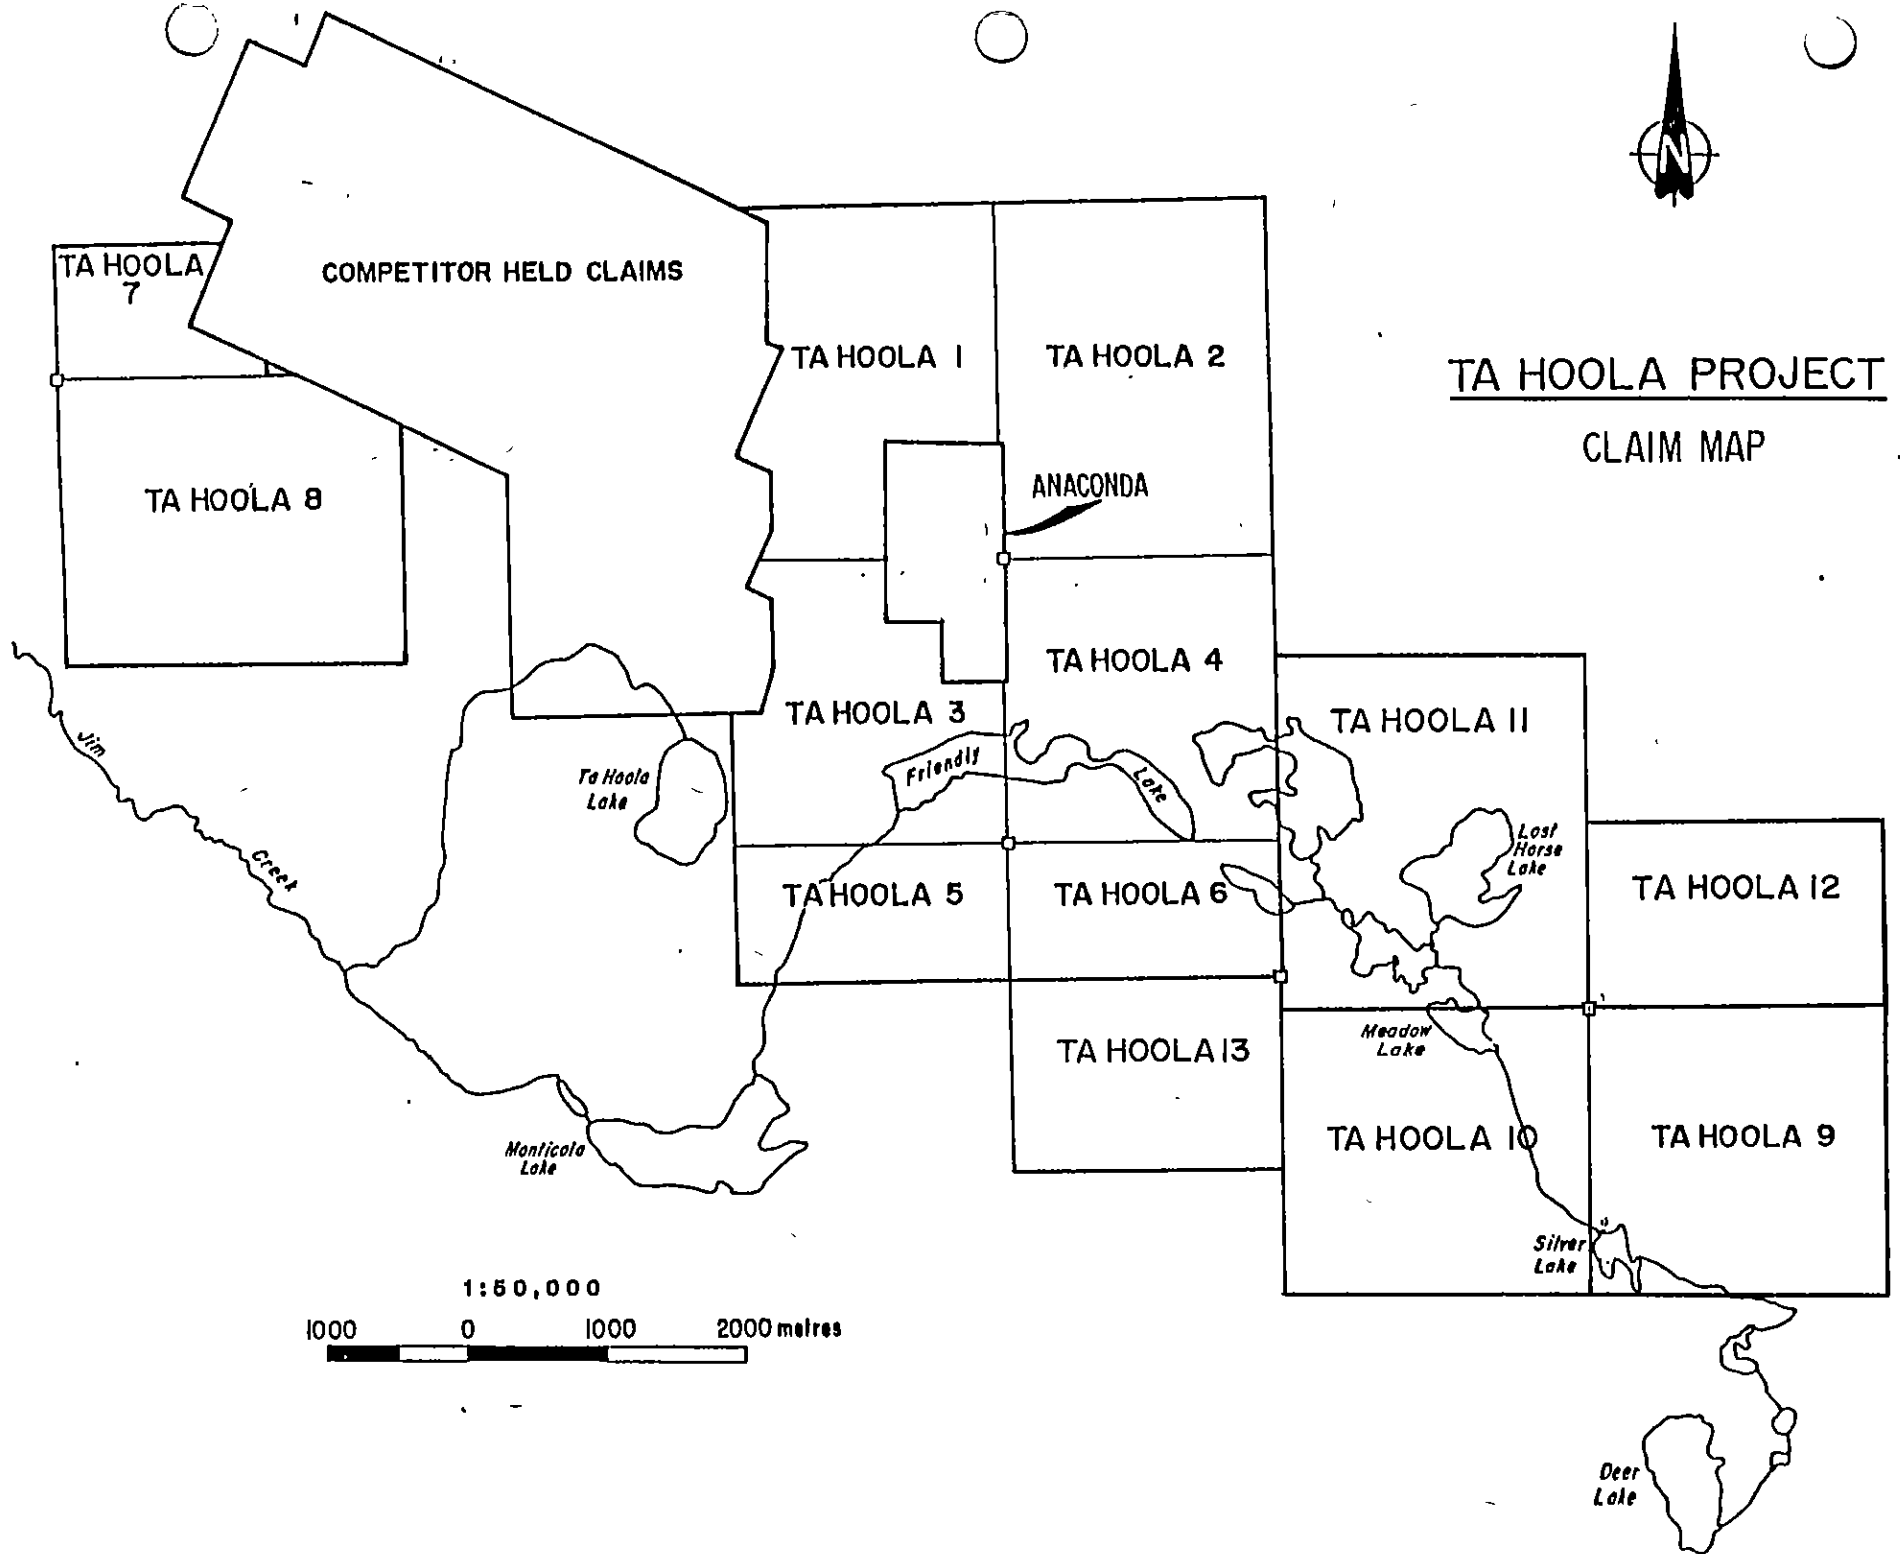 N
TA HOOLA
7
COMPETITOR HELD CLAIMS
TA HOOLA 1
TA HOOLA 2
TA HOOLA PROJECT
CLAIM MAP
ANACONDA
TA HOOLA 8
TA HOOLA 4
TA HOOLA 3
TA HOOLA 11
Jim
Creek
Ta Hoola
Lake
Friendly
Lake
Lost
Horse
Lake
TA HOOLA 5
TA HOOLA 6
TA HOOLA 12
Meadow
Lake
TA HOOLA 13
TA HOOLA 10
TA HOOLA 9
Monticola
Lake
Silver
Lake
1:50,000
1000 0 1000 2000 metres
Deer
Lake